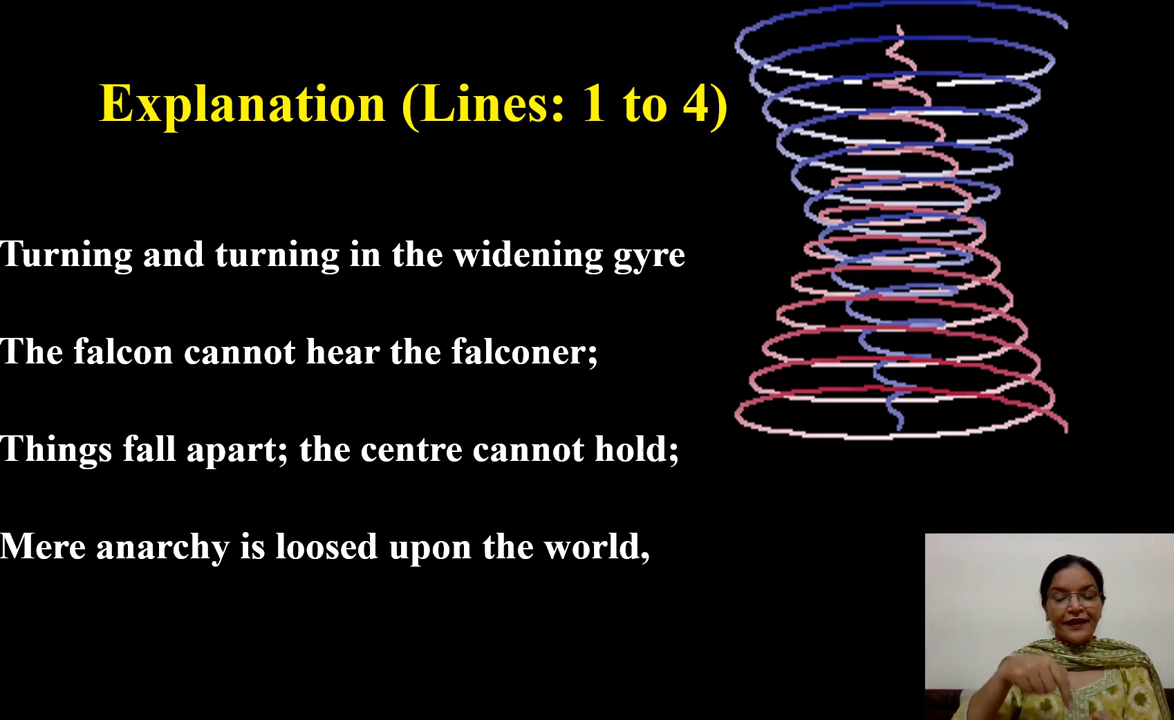 Explanation (Lines: 1 to 4)
Turning and turning in the widening gyre
The falcon cannot hear the falconer;
Things fall apart; the centre cannot hold;
Mere anarchy is loosed upon the world,